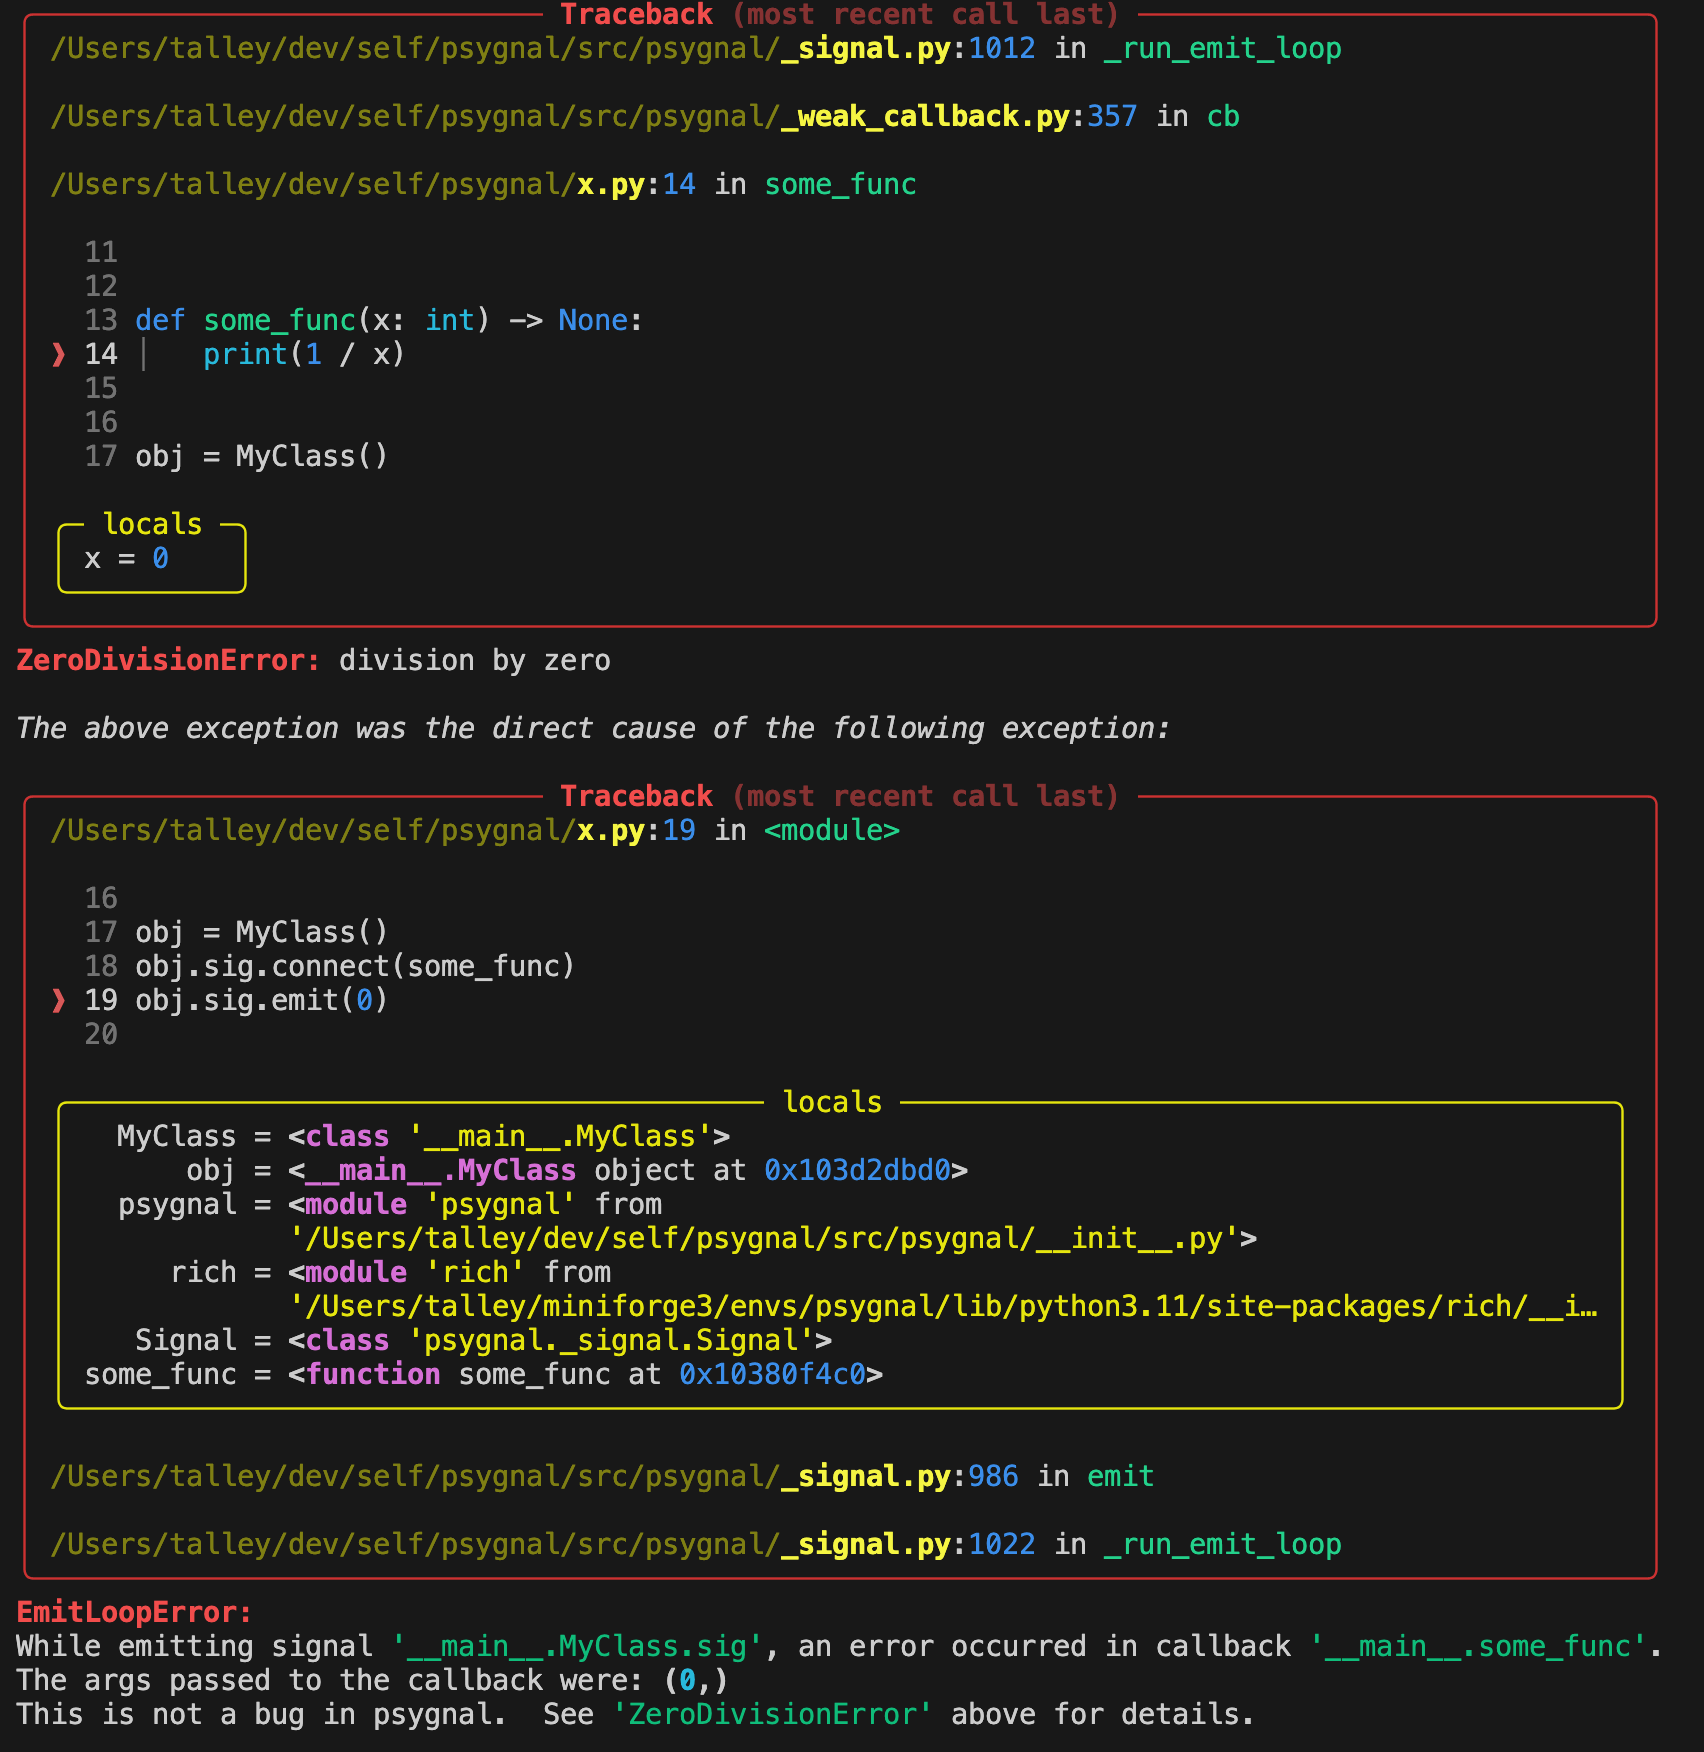 Traceback (most recent call last)
/Users/talley/dev/self/psygnal/src/psygnal/_signal.py:1012 in _run_emit_loop
/Users/talley/dev/self/psygnal/src/psygnal/_weak_callback.py:357 in cb
/Users/talley/dev/self/psygnal/x.py:14 in some_func
11
12
13 def some_func(x: int) -> None:
❱ 14 │   print(1 / x)
15
16
17 obj = MyClass()
locals
x = 0
ZeroDivisionError: division by zero
The above exception was the direct cause of the following exception:
Traceback (most recent call last)
/Users/talley/dev/self/psygnal/x.py:19 in <module>
16
17 obj = MyClass()
18 obj.sig.connect(some_func)
❱ 19 obj.sig.emit(0)
20
locals
MyClass = <class '__main__.MyClass'>
obj = <__main__.MyClass object at 0x103d2dbd0>
psygnal = <module 'psygnal' from
'/Users/talley/dev/self/psygnal/src/psygnal/__init__.py'>
rich = <module 'rich' from
'/Users/talley/miniforge3/envs/psygnal/lib/python3.11/site-packages/rich/__i…
Signal = <class 'psygnal._signal.Signal'>
some_func = <function some_func at 0x10380f4c0>
/Users/talley/dev/self/psygnal/src/psygnal/_signal.py:986 in emit
/Users/talley/dev/self/psygnal/src/psygnal/_signal.py:1022 in _run_emit_loop
EmitLoopError:
While emitting signal '__main__.MyClass.sig', an error occurred in callback '__main__.some_func'.
The args passed to the callback were: (0,)
This is not a bug in psygnal.  See 'ZeroDivisionError' above for details.